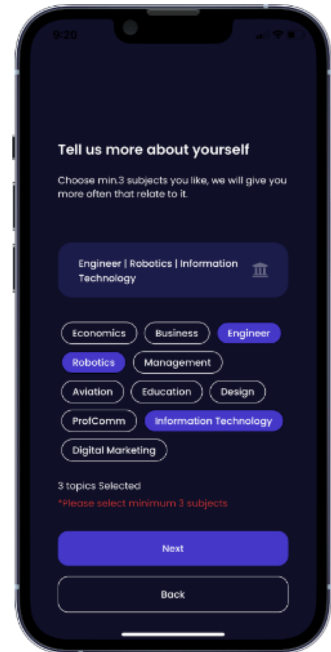 9:20
Tell us more about yourself
Choose min.3 subjects you like, we will give you
more often that relate to it.
Engineer | Robotics | Information
Technology
Economics Business Engineer
Robotics Management
Aviation Education Design
ProfComm Information Technology
Digital Marketing
3 topics Selected
*Please select minimum 3 subjects
Next
Back